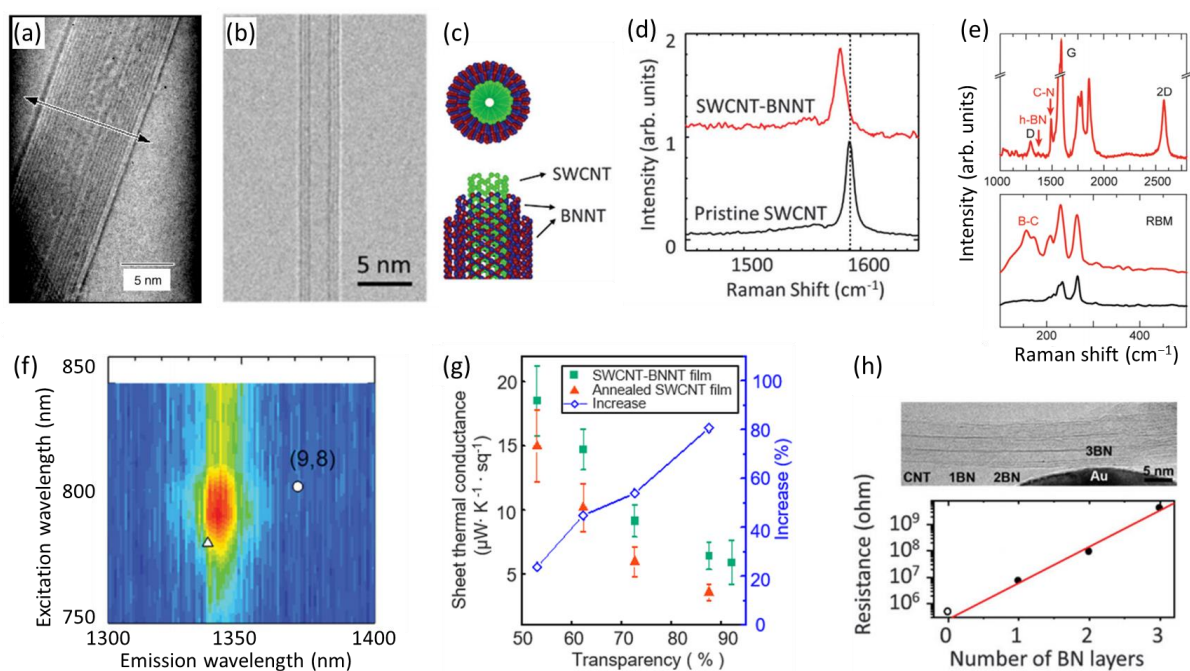 (a)
5 nm
(b)
5 nm
(c)
SWCNT
BNNT
(d)
Intensity (arb. units)
2
1
0
SWCNT-BNNT
Pristine SWCNT
1500
1600
Raman Shift (cm⁻¹)
(e)
Intensity (arb. units)
G
C-N
h-BN
D
2D
1000
1500
2000
2500
B-C
RBM
200
400
Raman shift (cm⁻¹)
(f)
Excitation wavelength (nm)
850
800
750
(9,8)
1300
1350
1400
Emission wavelength (nm)
(g)
Sheet thermal conductance
(μW· K⁻¹ · sq⁻¹)
20
15
10
5
SWCNT-BNNT film
Annealed SWCNT film
Increase
100
80
60
40
20
0
Increase (%)
50
60
70
80
90
Transparency ( % )
(h)
3BN
CNT
1BN
2BN
Au
5 nm
Resistance (ohm)
10⁹
10⁸
10⁷
10⁶
0
1
2
3
Number of BN layers